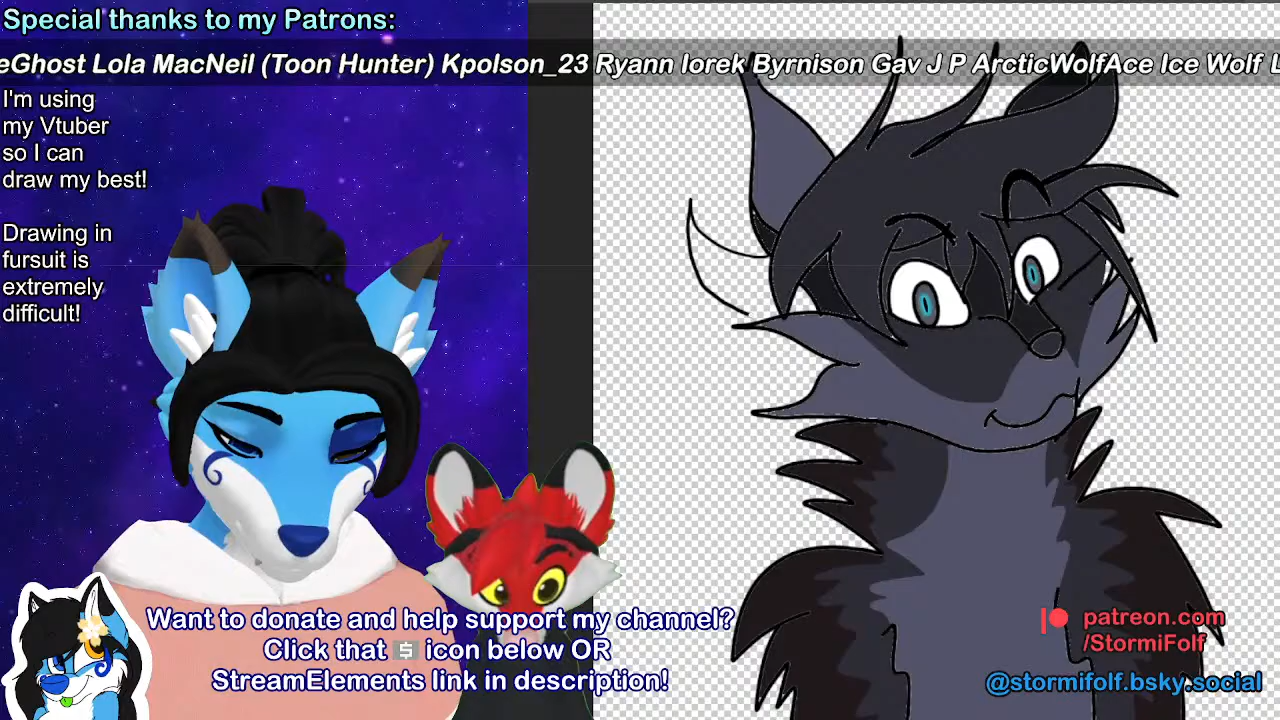 Special thanks to my Patrons:
eGhost Lola MacNeil (Toon Hunter) Kpolson_23 Ryann Iorek Byrnison Gav J P ArcticWolfAce Ice Wolf L
I'm using
my Vtuber
so I can
draw my best!
Drawing in
fursuit is
extremely
difficult!
Want to donate and help support my channel?
Click that $ icon below OR
StreamElements link in description!
patreon.com
/StormiFolf
@stormifolf.bsky.social